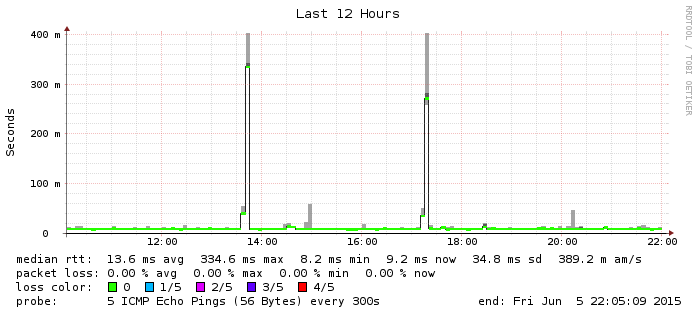 Last 12 Hours
RRDTOOL / TOBI OETIKER
Seconds
400 m
300 m
200 m
100 m
0
12:00 14:00 16:00 18:00 20:00 22:00
median rtt: 13.6 ms avg 334.6 ms max 8.2 ms min 9.2 ms now 34.8 ms sd 389.2 m am/s
packet loss: 0.00 % avg 0.00 % max 0.00 % min 0.00 % now
loss color: 0 1/5 2/5 3/5 4/5
probe: 5 ICMP Echo Pings (56 Bytes) every 300s end: Fri Jun 5 22:05:09 2015